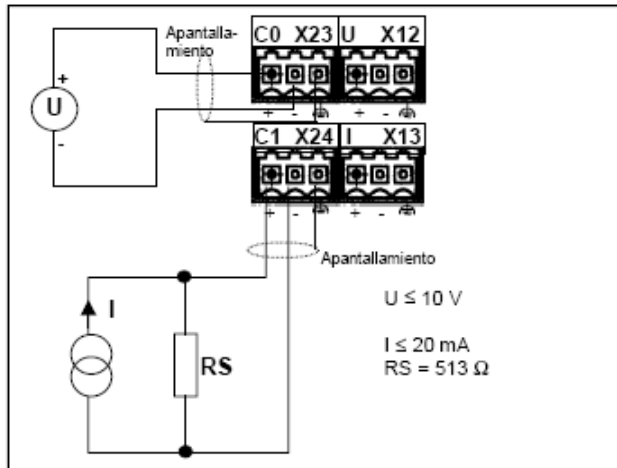 Apantalla-
miento
C0 X23 U X12
+
U
-
+ - + -
C1 X24 I X13
+ - + -
Apantallamiento
I
RS
U ≤ 10 V
I ≤ 20 mA
RS = 513 Ω